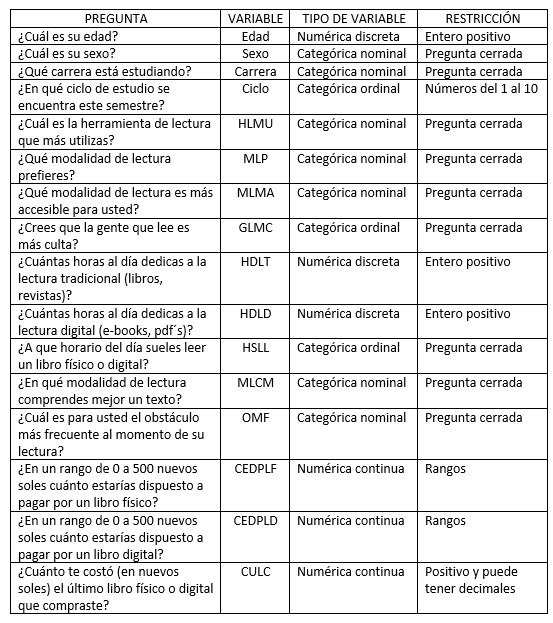 PREGUNTA VARIABLE TIPO DE VARIABLE RESTRICCIÓN
¿Cuál es su edad? Edad Numérica discreta Entero positivo
¿Cuál es su sexo? Sexo Categórica nominal Pregunta cerrada
¿Qué carrera está estudiando? Carrera Categórica nominal Pregunta cerrada
¿En qué ciclo de estudio se Ciclo Categórica ordinal Números del 1 al 10
encuentra este semestre?
¿Cuál es la herramienta de lectura HLMU Categórica nominal Pregunta cerrada
que más utilizas?
¿Qué modalidad de lectura MLP Categórica nominal Pregunta cerrada
prefieres?
¿Qué modalidad de lectura es más MLMA Categórica nominal Pregunta cerrada
accesible para usted?
¿Crees que la gente que lee es GLMC Categórica ordinal Pregunta cerrada
más culta?
¿Cuántas horas al día dedicas a la HDLT Numérica discreta Entero positivo
lectura tradicional (libros,
revistas)?
¿Cuántas horas al día dedicas a la HDLD Numérica discreta Entero positivo
lectura digital (e-books, pdf´s)?
¿A que horario del día sueles leer HSLL Categórica ordinal Pregunta cerrada
un libro físico o digital?
¿En qué modalidad de lectura MLCM Categórica nominal Pregunta cerrada
comprendes mejor un texto?
¿Cuál es para usted el obstáculo OMF Categórica nominal Pregunta cerrada
más frecuente al momento de su
lectura?
¿En un rango de 0 a 500 nuevos CEDPLF Numérica continua Rangos
soles cuánto estarías dispuesto a
pagar por un libro físico?
¿En un rango de 0 a 500 nuevos CEDPLD Numérica continua Rangos
soles cuánto estarías dispuesto a
pagar por un libro digital?
¿Cuánto te costó (en nuevos CULC Numérica continua Positivo y puede
soles) el último libro físico o digital tener decimales
que compraste?